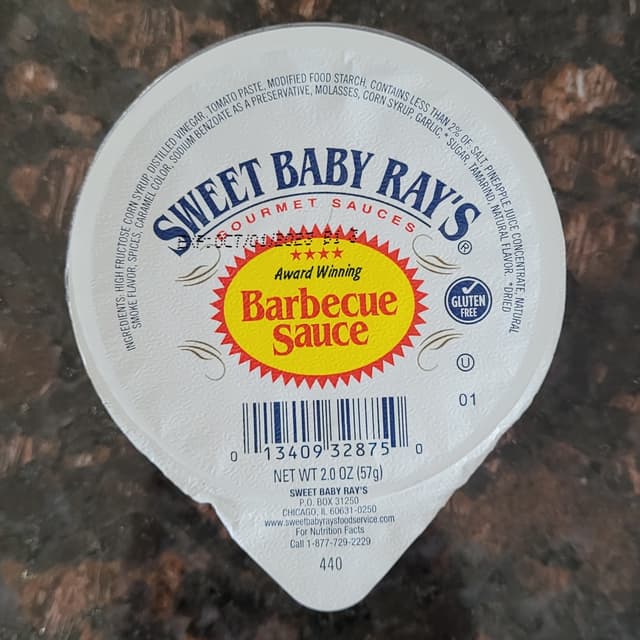 INGREDIENTS: HIGH FRUCTOSE CORN SYRUP, DISTILLED VINEGAR, TOMATO PASTE, MODIFIED FOOD STARCH, CONTAINS LESS THAN 2% OF: SALT, PINEAPPLE JUICE CONCENTRATE, NATURAL
SMOKE FLAVOR, SPICES, CARAMEL COLOR, SODIUM BENZOATE AS A PRESERVATIVE, MOLASSES, CORN SYRUP, GARLIC,* SUGAR, TAMARIND, NATURAL FLAVOR. *DRIED
SWEET BABY RAY'S®
GOURMET SAUCES
Award Winning
Barbecue
Sauce
GLUTEN
FREE
U
01
0 13409 32875 0
NET WT 2.0 OZ (57g)
SWEET BABY RAY'S
P.O. BOX 31250
CHICAGO, IL 60631-0250
www.sweetbabyraysfoodservice.com
For Nutrition Facts
Call 1-877-729-2229
440